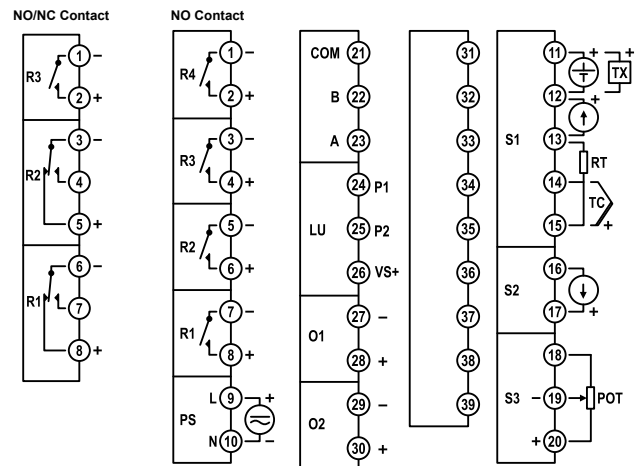 NO/NC Contact
R3
1 −
2 +
R2
3 −
4
5 +
R1
6 −
7
8 +
NO Contact
R4
1 −
2 +
R3
3 −
4 +
R2
5 −
6 +
R1
7 −
8 +
PS
L 9 +
N 10 −
COM 21
B 22
A 23
LU
24 P1
25 P2
26 VS+
O1
27 −
28 +
O2
29 −
30 +
31
32
33
34
35
36
37
38
39
S1
11 + + TX
12 +
13
RT
14
TC
15 +
S2
16
17 +
S3
18
− 19 POT
+ 20